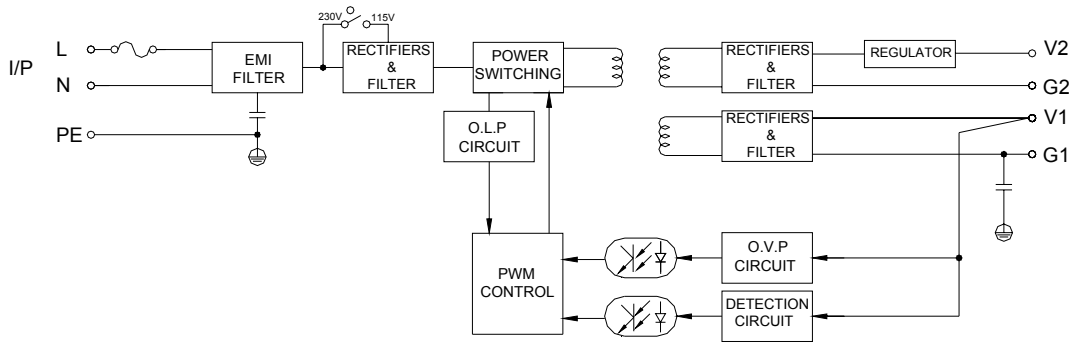 230V
115V
I/P
L
N
PE
EMI
FILTER
RECTIFIERS
&
FILTER
POWER
SWITCHING
O.L.P
CIRCUIT
PWM
CONTROL
RECTIFIERS
&
FILTER
REGULATOR
V2
G2
RECTIFIERS
&
FILTER
V1
G1
O.V.P
CIRCUIT
DETECTION
CIRCUIT